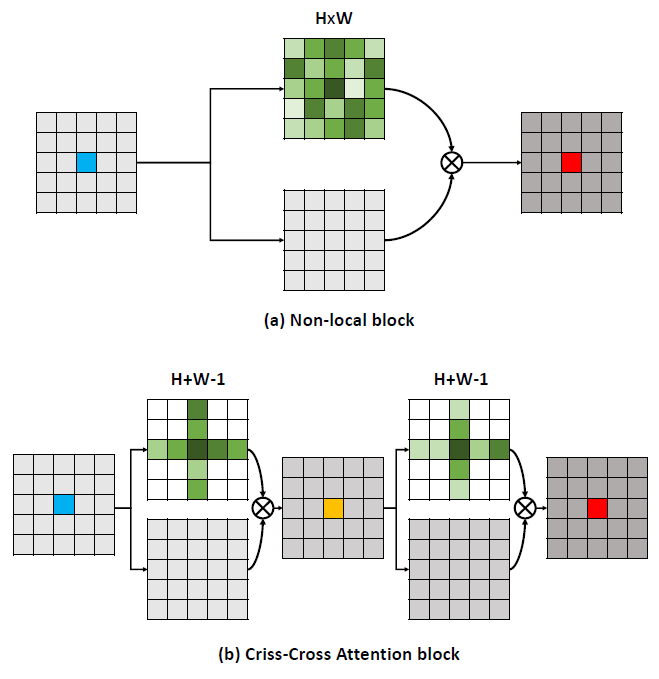 HxW
(a) Non-local block
H+W-1
H+W-1
(b) Criss-Cross Attention block